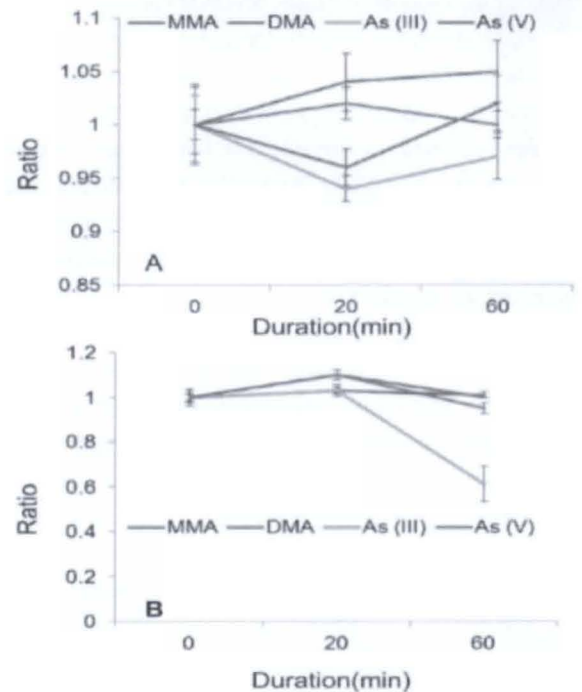 1.1
MMA DMA As (III) As (V)
1.05
1
0.95
0.9
0.85
Ratio
A
0 20 60
Duration(min)
1.2
1
0.8
0.6
MMA DMA As (III) As (V)
0.4
0.2
0
Ratio
B
0 20 60
Duration(min)